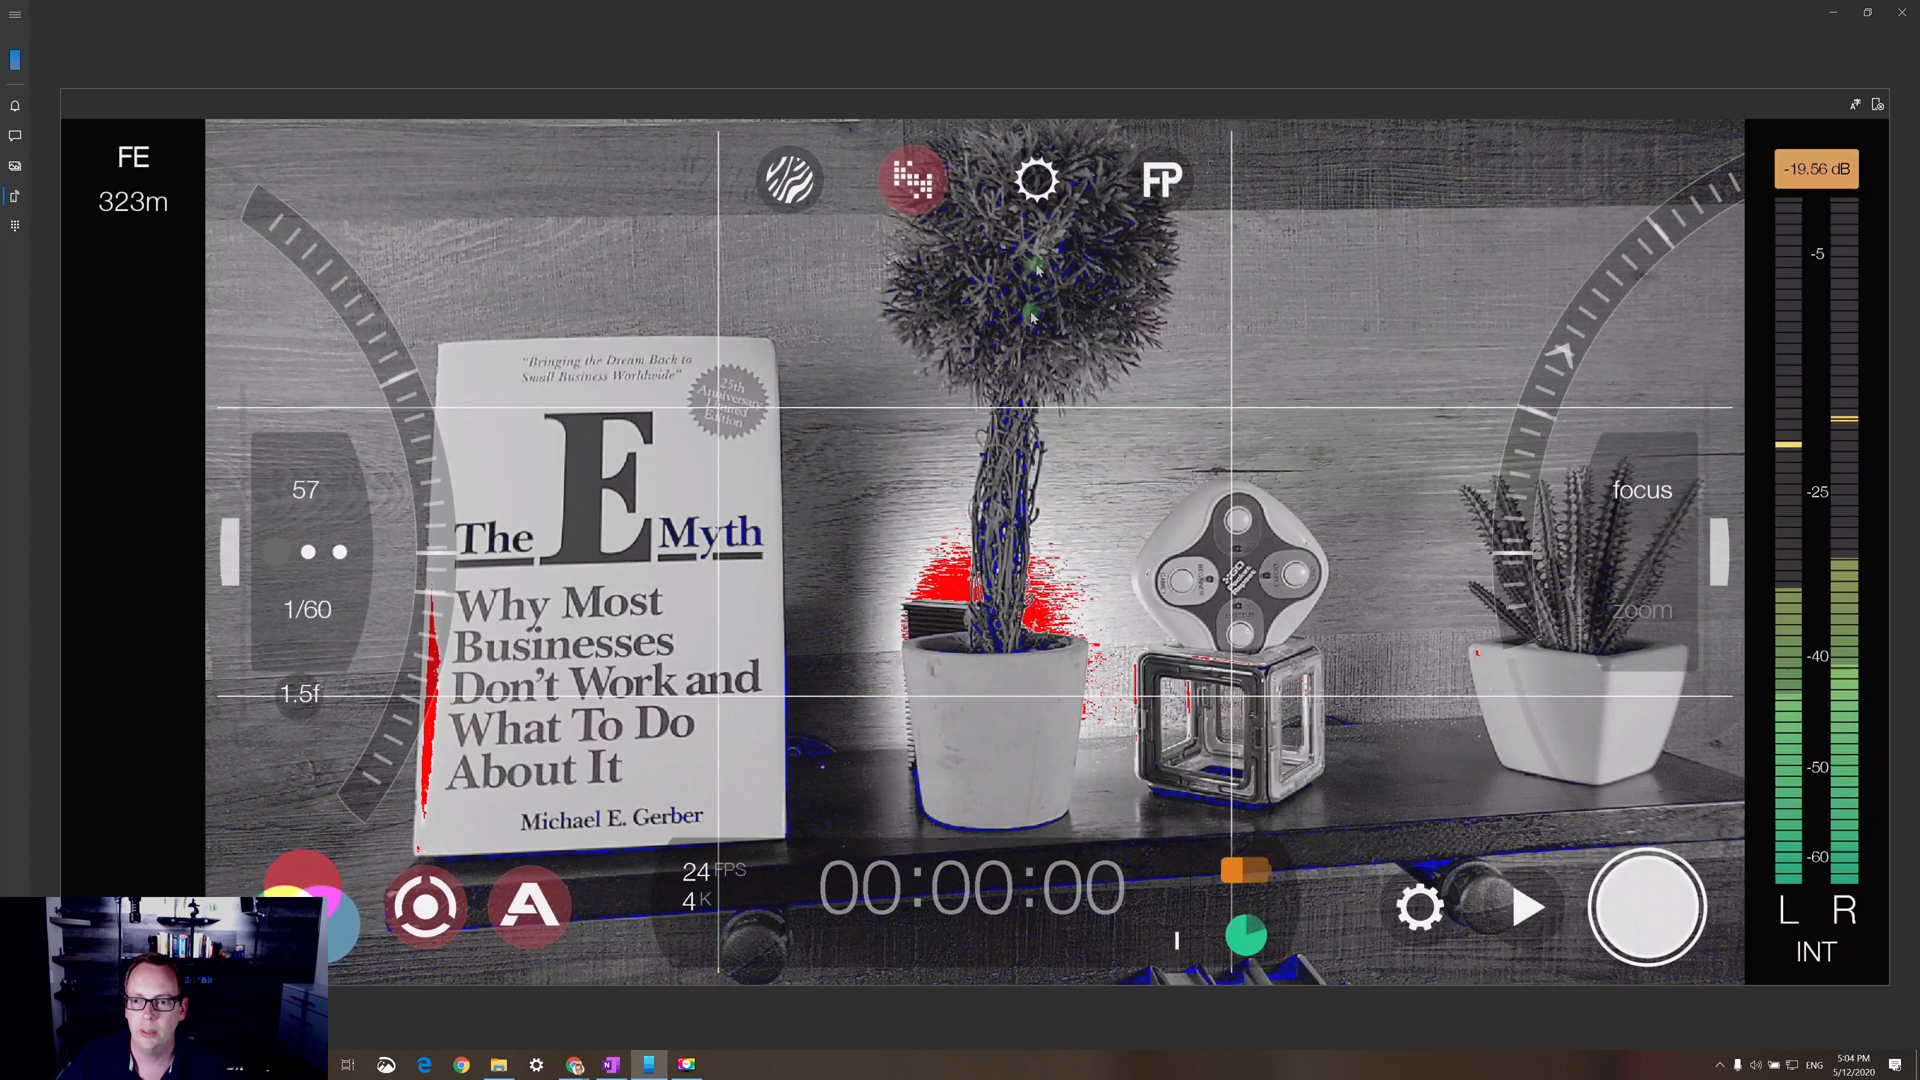 FE
323m
FP
-19.56 dB
-5
-25
-40
-50
-60
L R
INT
57
1/60
1.5f
focus
zoom
"Bringing the Dream Back to
Small Business Worldwide"
25th
Anniversary
Limited
Edition
The E Myth
Why Most
Businesses
Don't Work and
What To Do
About It
Michael E. Gerber
24 FPS
4K
00:00:00
A
ENG
5:04 PM
5/12/2020